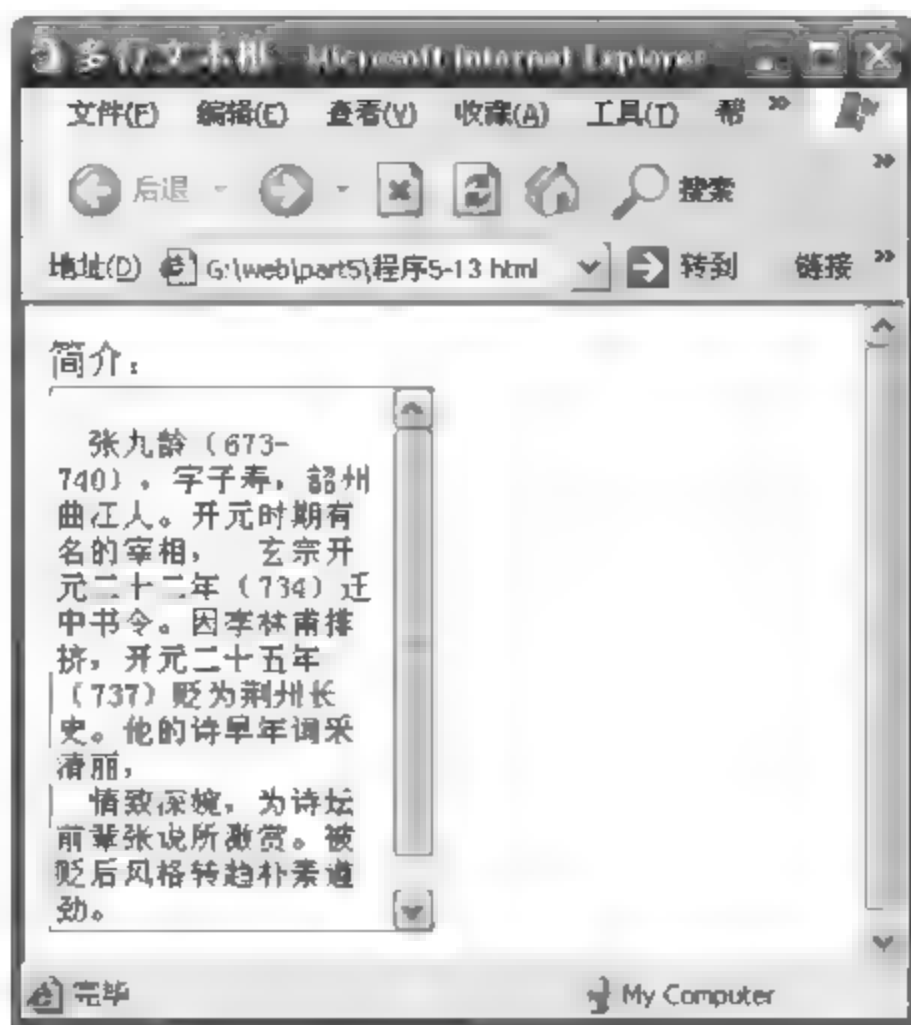 多行文本框 - Microsoft Internet Explorer
文件(F) 编辑(E) 查看(V) 收藏(A) 工具(T) 帮 »
后退 搜索 »
地址(D) G:\web\part5\程序5-13 html 转到 链接 »
简介：
张九龄（673-
740），字子寿，韶州
曲江人。开元时期有
名的宰相， 玄宗开
元二十二年（734）迁
中书令。因李林甫排
挤，开元二十五年
（737）贬为荆州长
史。他的诗早年词采
清丽，
情致深婉，为诗坛
前辈张说所激赏。被
贬后风格转趋朴素遒
劲。
完毕 My Computer